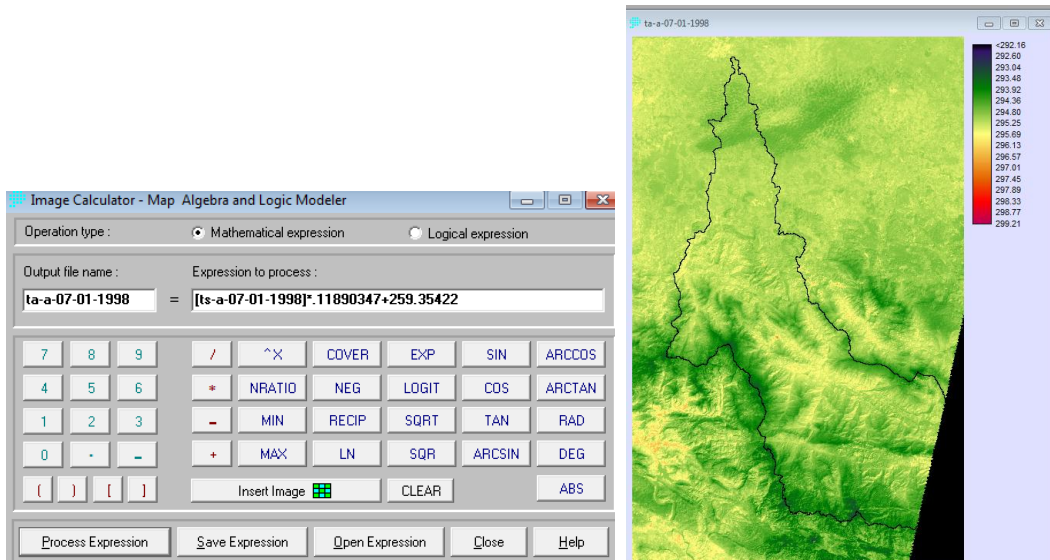 Image Calculator - Map Algebra and Logic Modeler
Operation type :
Mathematical expression
Logical expression
Output file name :
Expression to process :
ta-a-07-01-1998 = [ts-a-07-01-1998]*.11890347+259.35422
7 8 9 / ^X COVER EXP SIN ARCCOS
4 5 6 * NRATIO NEG LOGIT COS ARCTAN
1 2 3 - MIN RECIP SQRT TAN RAD
0 . - + MAX LN SQR ARCSIN DEG
( ) [ ] Insert Image CLEAR ABS
Process Expression Save Expression Open Expression Close Help
ta-a-07-01-1998
<292.16
292.60
293.04
293.48
293.92
294.36
294.80
295.25
295.69
296.13
296.57
297.01
297.45
297.89
298.33
298.77
299.21